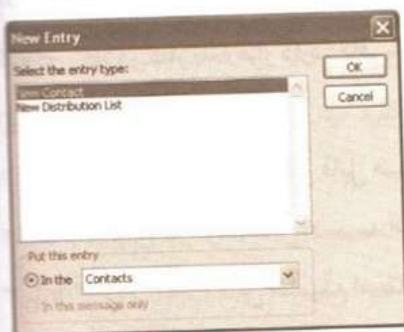 New Entry
Select the entry type:
New Contact
New Distribution List
OK
Cancel
Put this entry
In the Contacts
In this message only